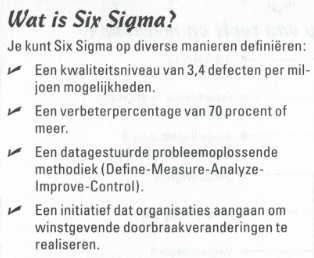 Wat is Six Sigma?
Je kunt Six Sigma op diverse manieren definiëren:
✓ Een kwaliteitsniveau van 3,4 defecten per mil-
joen mogelijkheden.
✓ Een verbeterpercentage van 70 procent of
meer.
✓ Een datagestuurde probleemoplossende
methodiek (Define-Measure-Analyze-
Improve-Control).
✓ Een initiatief dat organisaties aangaan om
winstgevende doorbraakveranderingen te
realiseren.